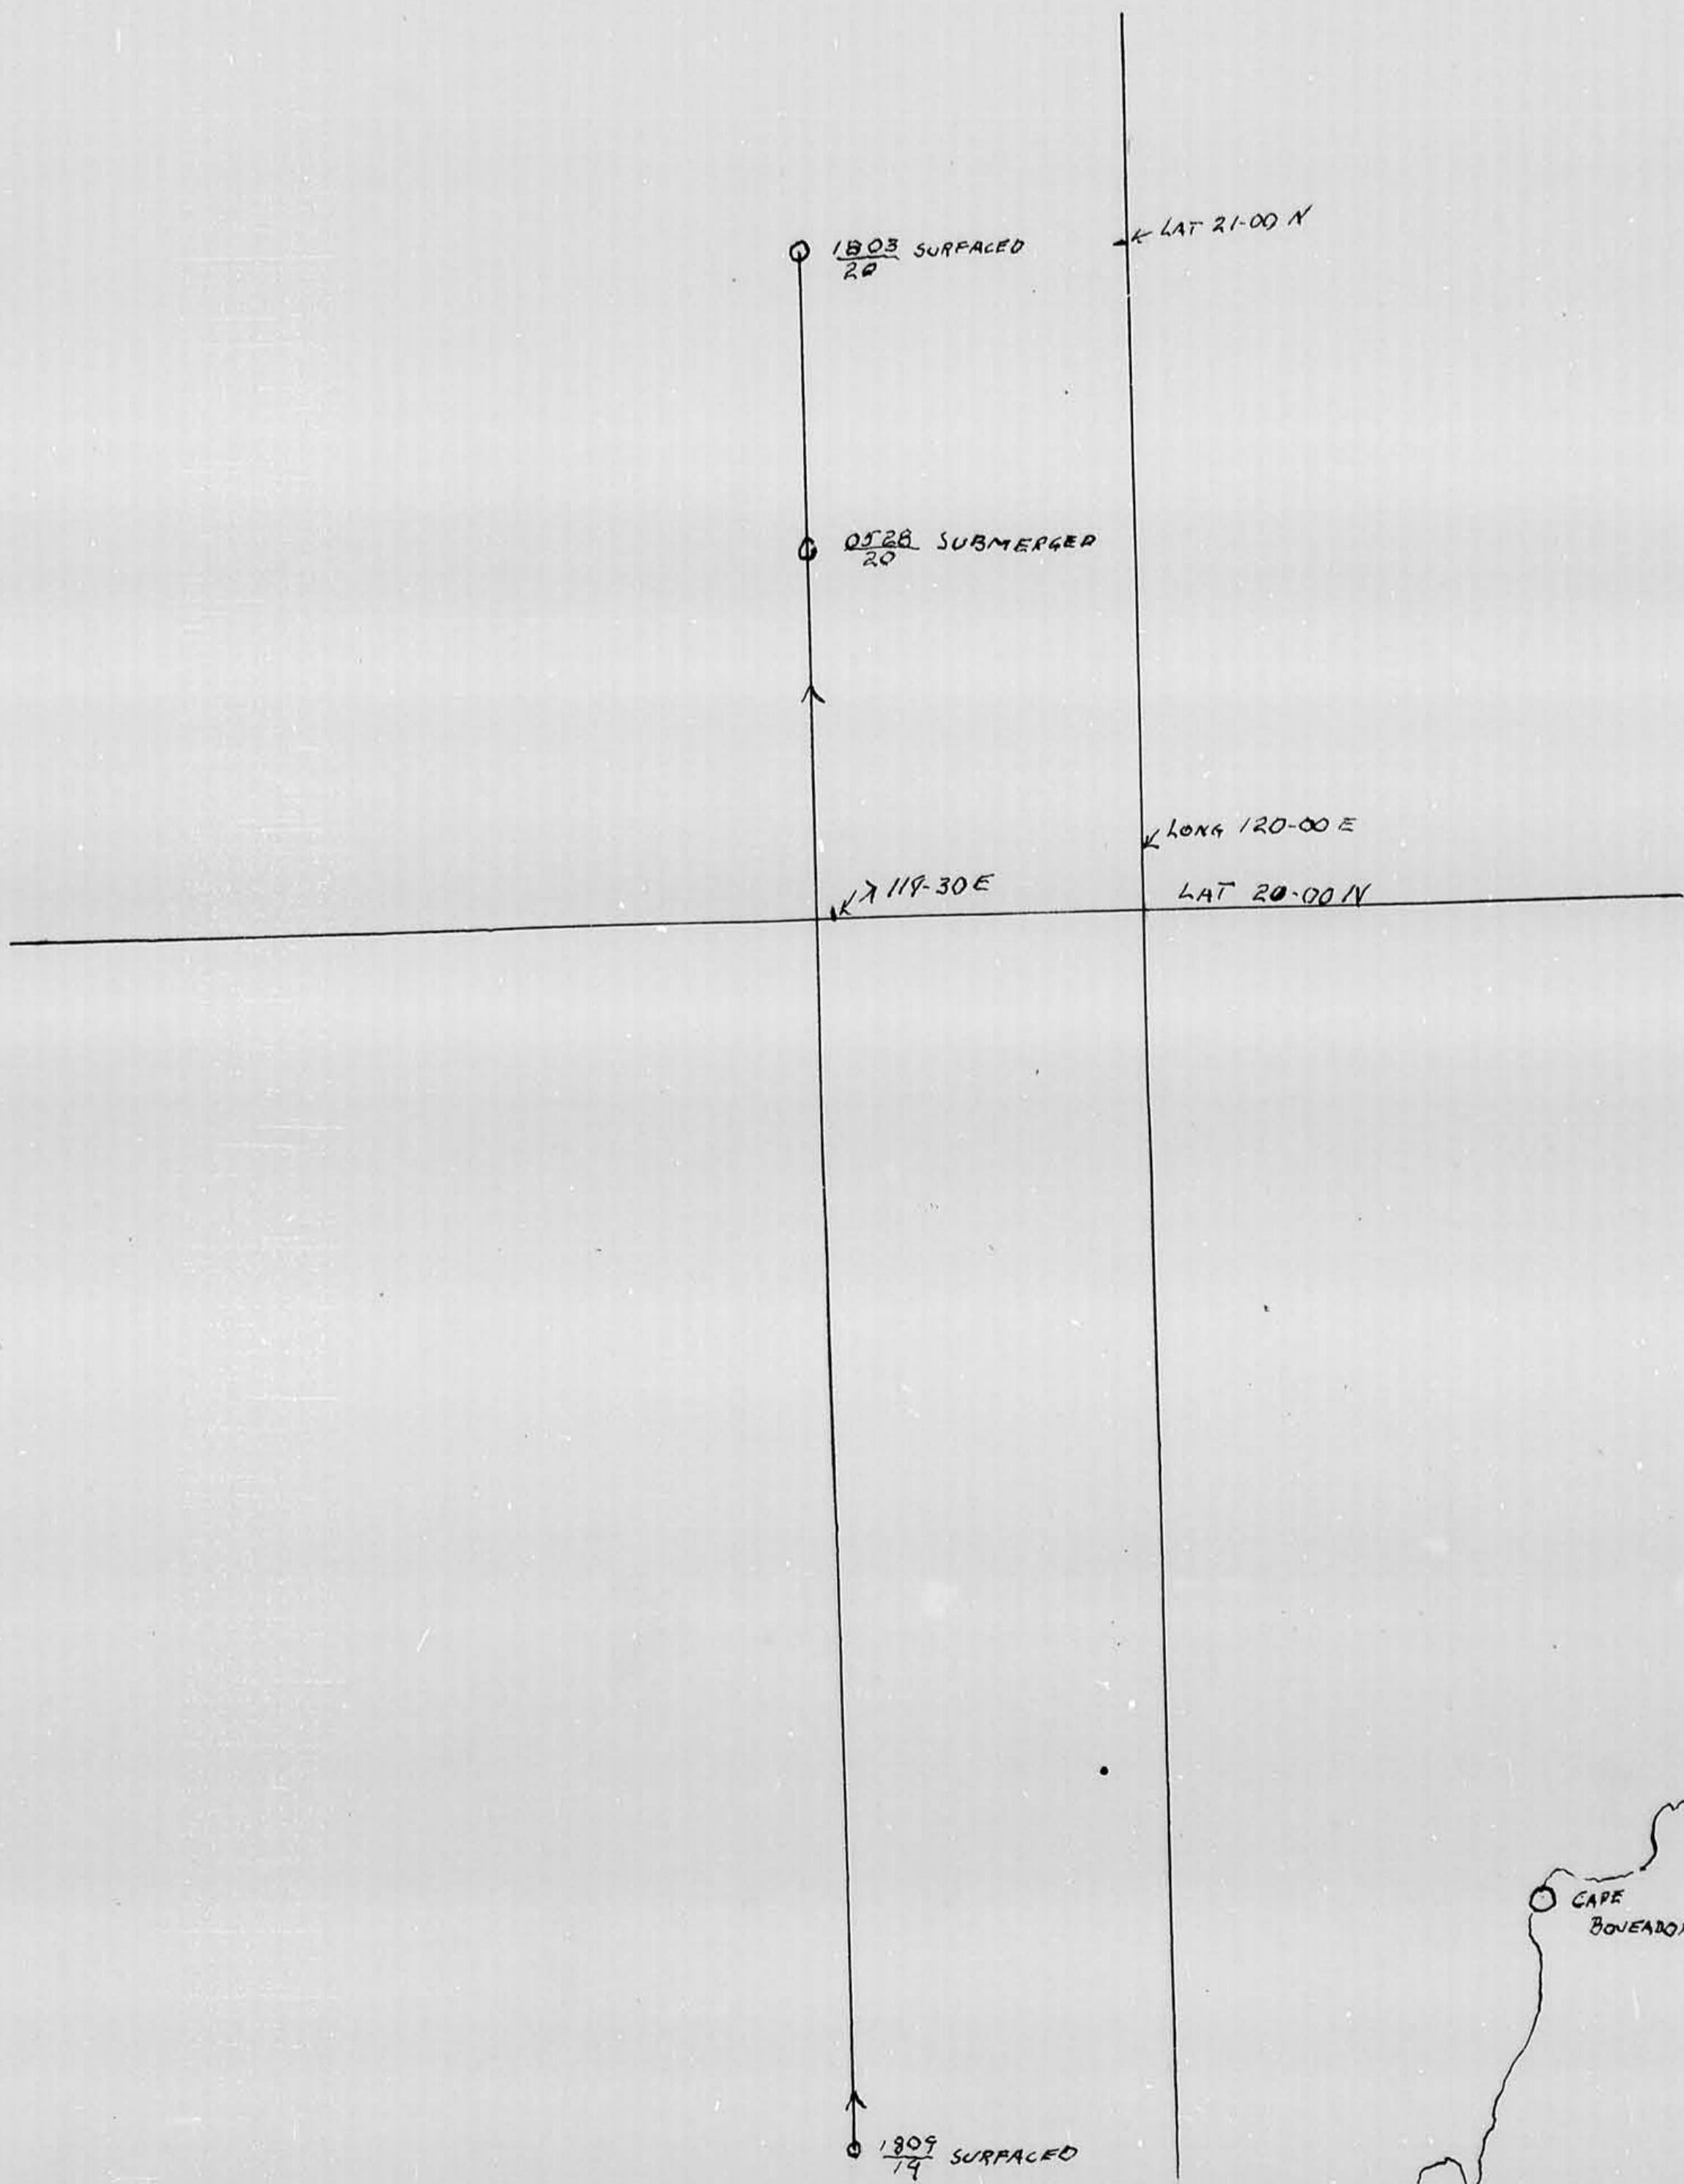 LAT 21-00 N
1803 SURFACED
20
0528 SUBMERGED
20
LONG 120-00 E
λ 119-30 E
LAT 20-00 N
CAPE
BOJEADO
1809 SURFACED
19